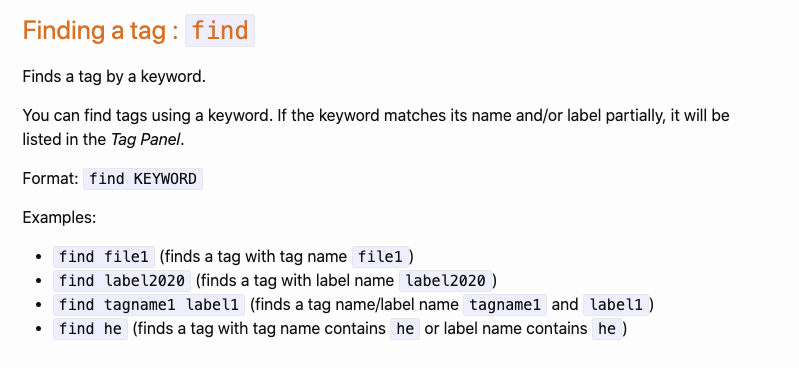 Finding a tag : find
Finds a tag by a keyword.
You can find tags using a keyword. If the keyword matches its name and/or label partially, it will be
listed in the Tag Panel.
Format: find KEYWORD
Examples:
• find file1 (finds a tag with tag name file1)
• find label2020 (finds a tag with label name label2020)
• find tagname1 label1 (finds a tag name/label name tagname1 and label1)
• find he (finds a tag with tag name contains he or label name contains he)